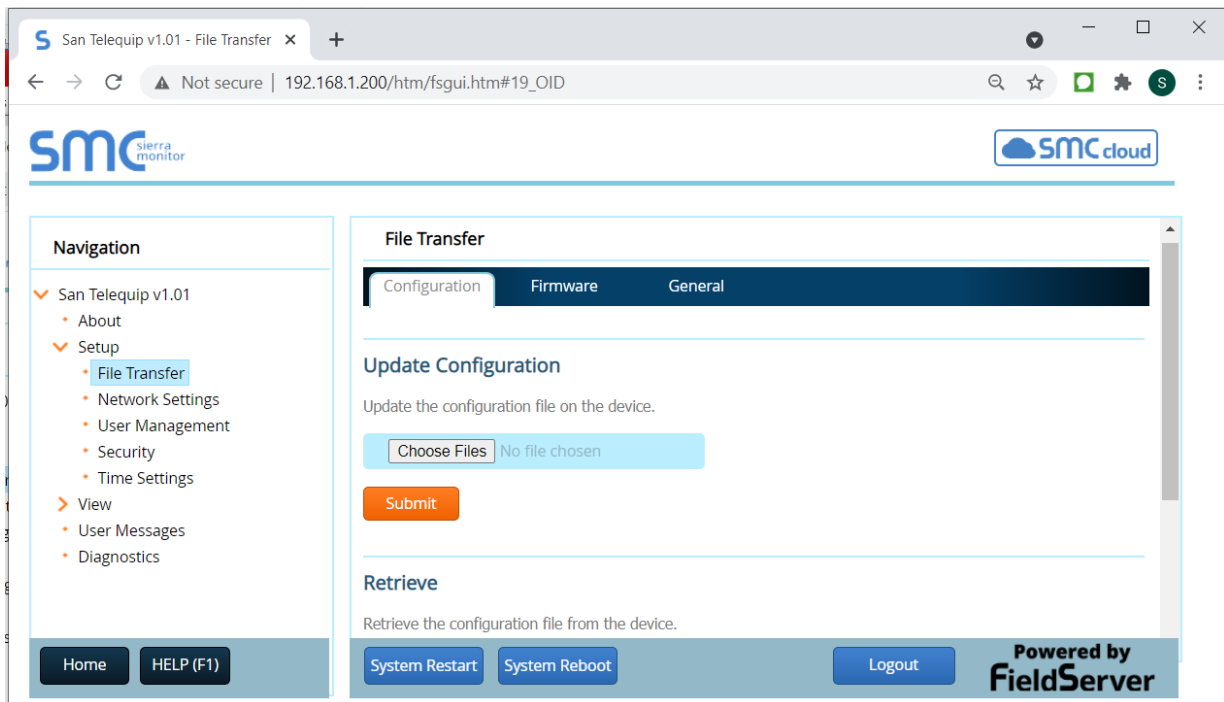 San Telequip v1.01 - File Transfer
Not secure | 192.168.1.200/htm/fsgui.htm#19_OID
S
smc sierra monitor
smc cloud
Navigation
San Telequip v1.01
About
Setup
File Transfer
Network Settings
User Management
Security
Time Settings
View
User Messages
Diagnostics
Home
HELP (F1)
File Transfer
Configuration Firmware General
Update Configuration
Update the configuration file on the device.
Choose Files No file chosen
Submit
Retrieve
Retrieve the configuration file from the device.
System Restart System Reboot Logout
Powered by
FieldServer